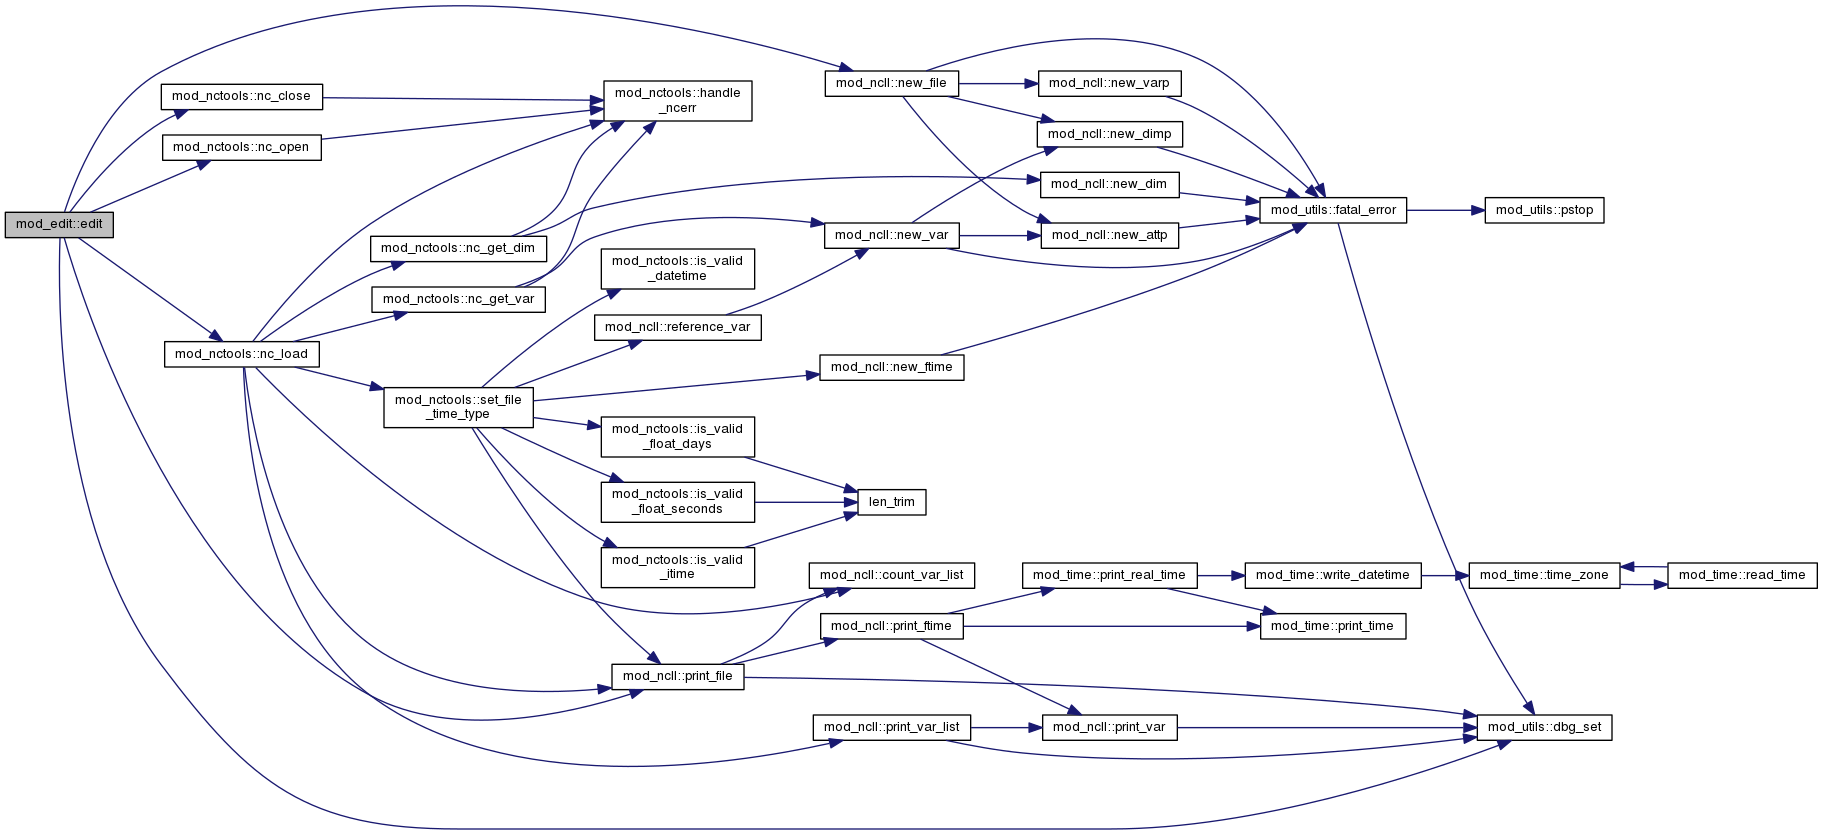 mod_edit::edit
mod_nctools::nc_close
mod_nctools::nc_open
mod_nctools::nc_load
mod_nctools::nc_get_dim
mod_nctools::nc_get_var
mod_nctools::set_file
_time_type
mod_nctools::handle
_ncerr
mod_nctools::is_valid
_datetime
mod_ncll::reference_var
mod_nctools::is_valid
_float_days
mod_nctools::is_valid
_float_seconds
mod_nctools::is_valid
_itime
mod_ncll::print_file
mod_ncll::new_file
mod_ncll::new_var
mod_ncll::new_ftime
len_trim
mod_ncll::count_var_list
mod_ncll::print_ftime
mod_ncll::print_var_list
mod_ncll::new_varp
mod_ncll::new_dimp
mod_ncll::new_dim
mod_ncll::new_attp
mod_time::print_real_time
mod_ncll::print_var
mod_utils::fatal_error
mod_time::write_datetime
mod_time::print_time
mod_utils::pstop
mod_time::time_zone
mod_utils::dbg_set
mod_time::read_time